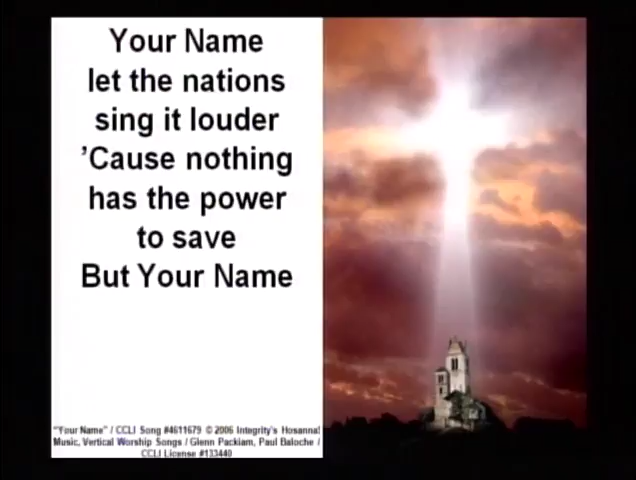 Your Name
let the nations
sing it louder
’Cause nothing
has the power
to save
But Your Name
"Your Name" / CCLI Song #4611679 © 2006 Integrity's Hosanna!
Music, Vertical Worship Songs / Glenn Packiam, Paul Baloche /
CCLI License #133440